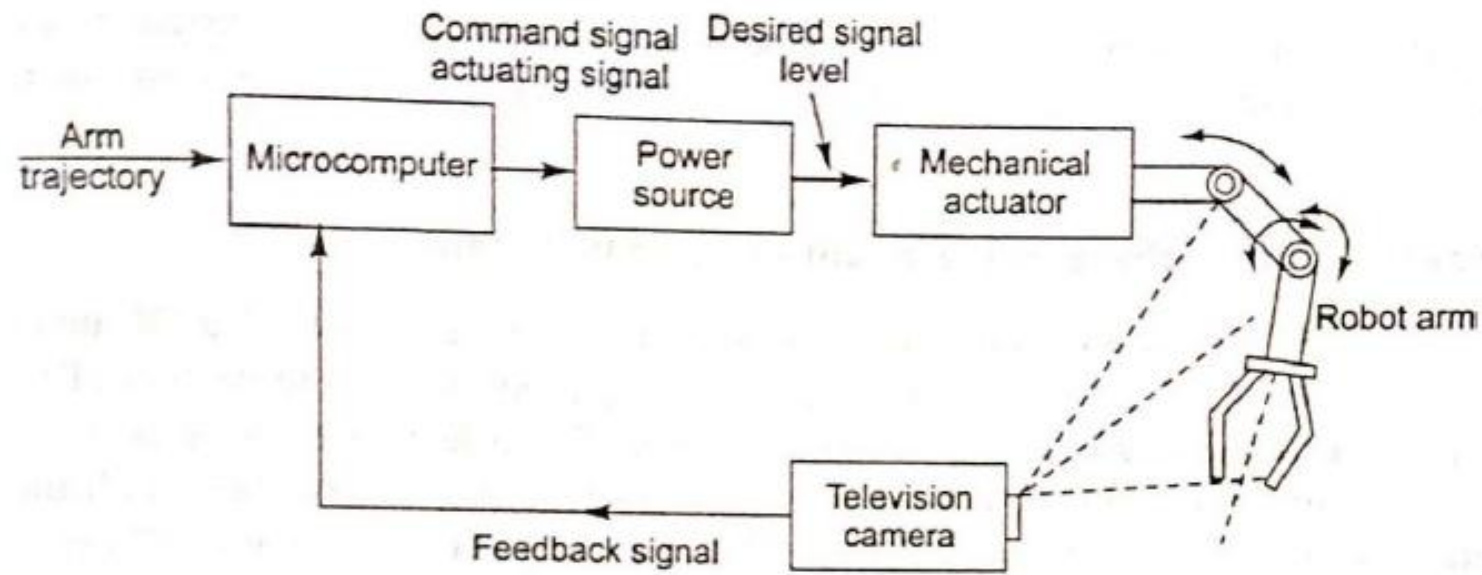 Command signal
actuating signal
Desired signal
level
Arm
trajectory
Microcomputer
Power
source
Mechanical
actuator
Robot arm
Television
camera
Feedback signal